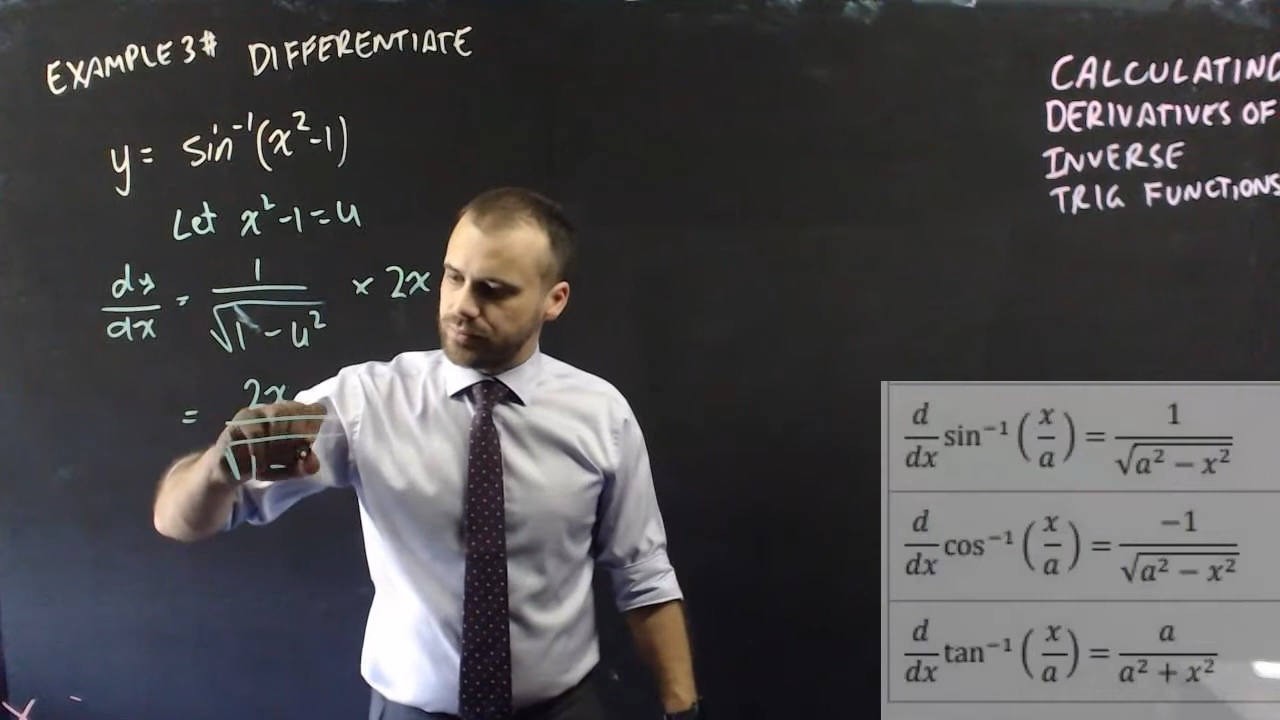 EXAMPLE 3# DIFFERENTIATE
y = sin⁻¹(x²-1)
Let x²-1=u
dy/dx = 1/√(1-u²) × 2x
= 2x/√(1-
CALCULATING
DERIVATIVES OF
INVERSE
TRIG FUNCTIONS
d/dx sin⁻¹(x/a) = 1/√(a² − x²)
d/dx cos⁻¹(x/a) = −1/√(a² − x²)
d/dx tan⁻¹(x/a) = a/(a² + x²)